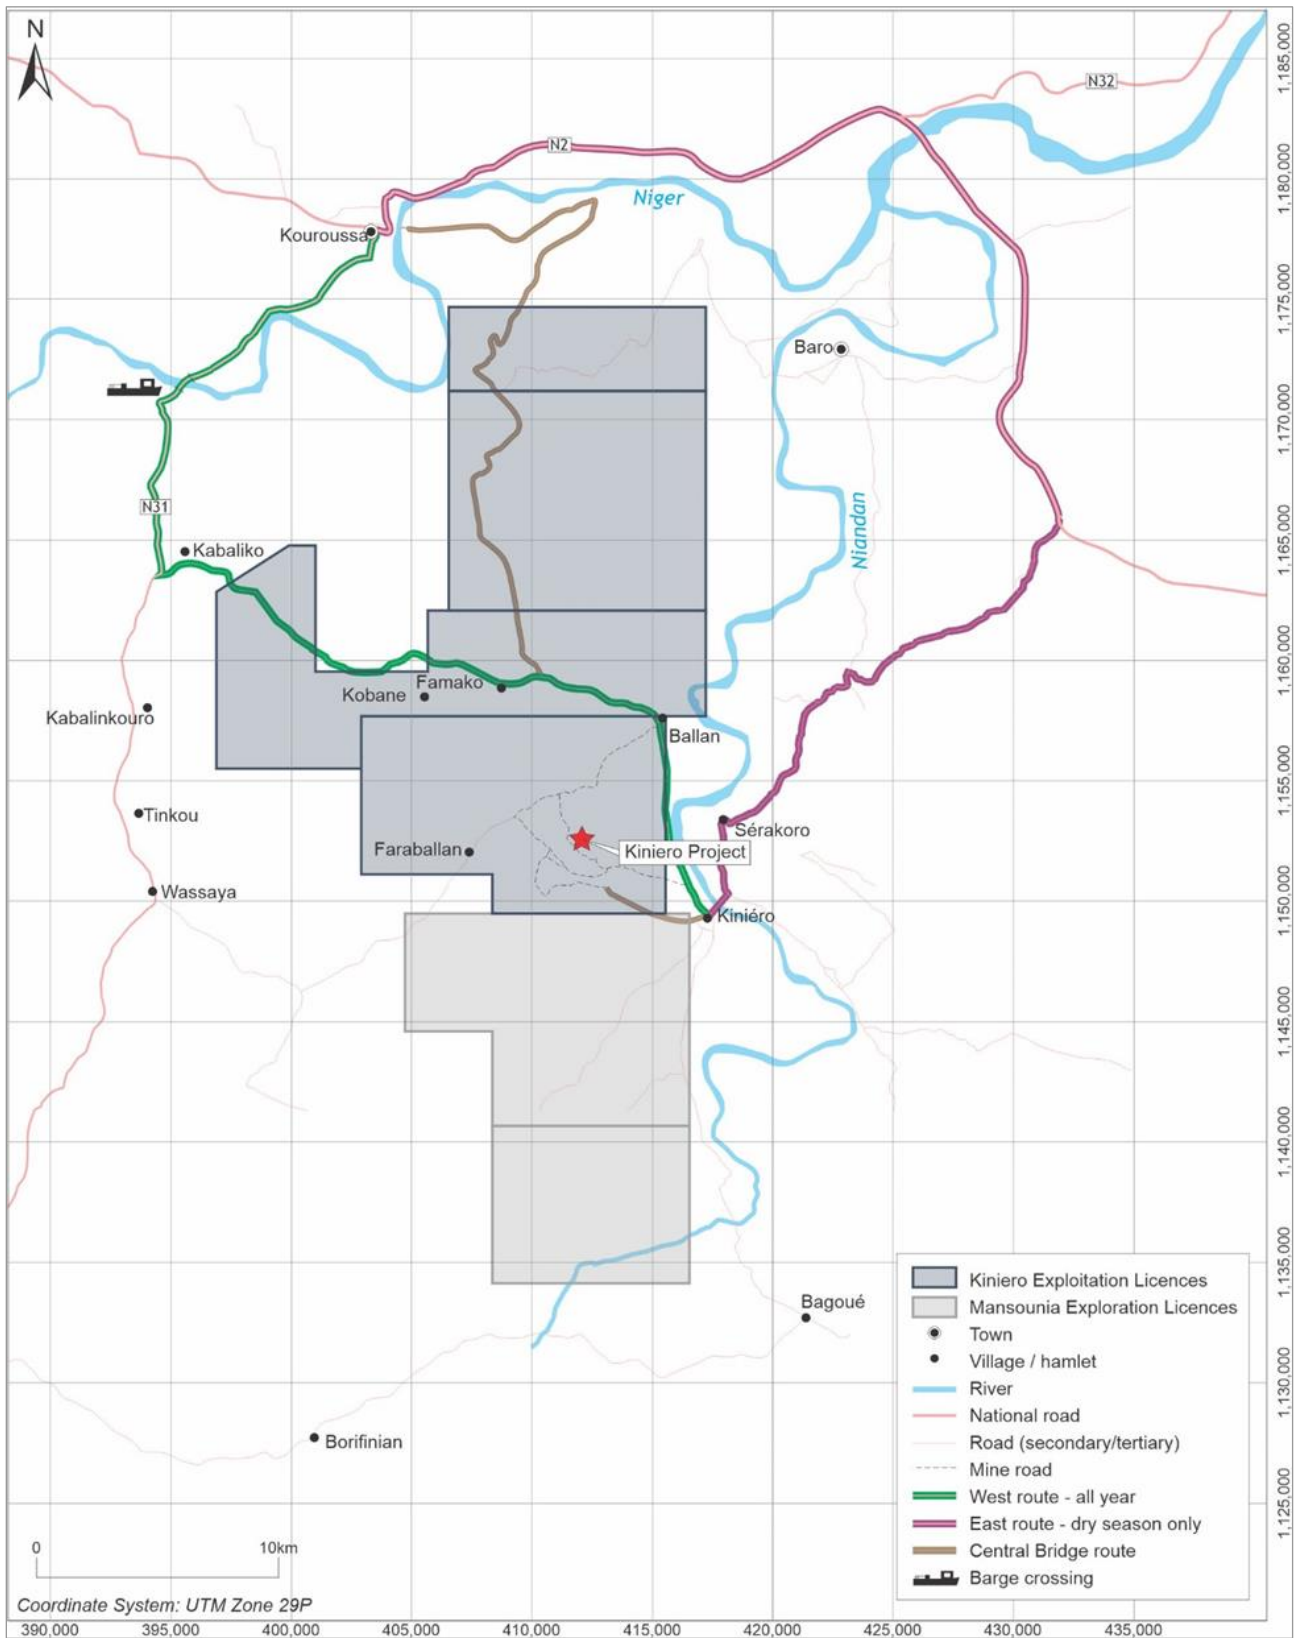 N
N32
1,185,000
N2
1,180,000
Niger
Kouroussa
1,175,000
Baro
1,170,000
N31
Niandan
1,165,000
Kabaliko
1,160,000
Famako
Kobane
Kabalinkouro
Ballan
1,155,000
Tinkou
Sérakoro
Faraballan
Kiniero Project
Wassaya
1,150,000
Kiniéro
1,145,000
1,140,000
1,135,000
Kiniero Exploitation Licences
Mansounia Exploration Licences
Bagoué
Town
Village / hamlet
River
1,130,000
National road
Borifinian
Road (secondary/tertiary)
Mine road
West route - all year
1,125,000
East route - dry season only
Central Bridge route
Barge crossing
0 10km
Coordinate System: UTM Zone 29P
390,000 395,000 400,000 405,000 410,000 415,000 420,000 425,000 430,000 435,000